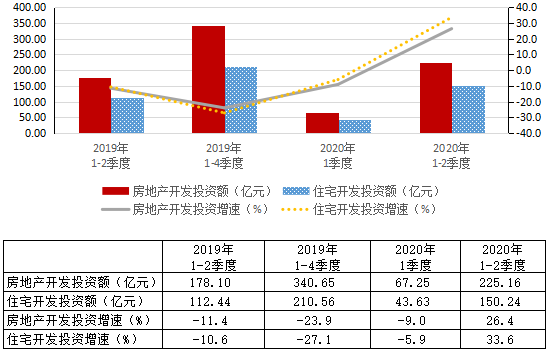 400.00
350.00
300.00
250.00
200.00
150.00
100.00
50.00
0.00
40.0
30.0
20.0
10.0
0.0
-10.0
-20.0
-30.0
-40.0
2019年 2019年 2020年 2020年
1-2季度 1-4季度 1季度 1-2季度
房地产开发投资额（亿元） 住宅开发投资额（亿元）
房地产开发投资增速（%） 住宅开发投资增速（%）
2019年 2019年 2020年 2020年
1-2季度 1-4季度 1季度 1-2季度
房地产开发投资额（亿元） 178.10 340.65 67.25 225.16
住宅开发投资额（亿元） 112.44 210.56 43.63 150.24
房地产开发投资增速（%） -11.4 -23.9 -9.0 26.4
住宅开发投资增速（%） -10.6 -27.1 -5.9 33.6